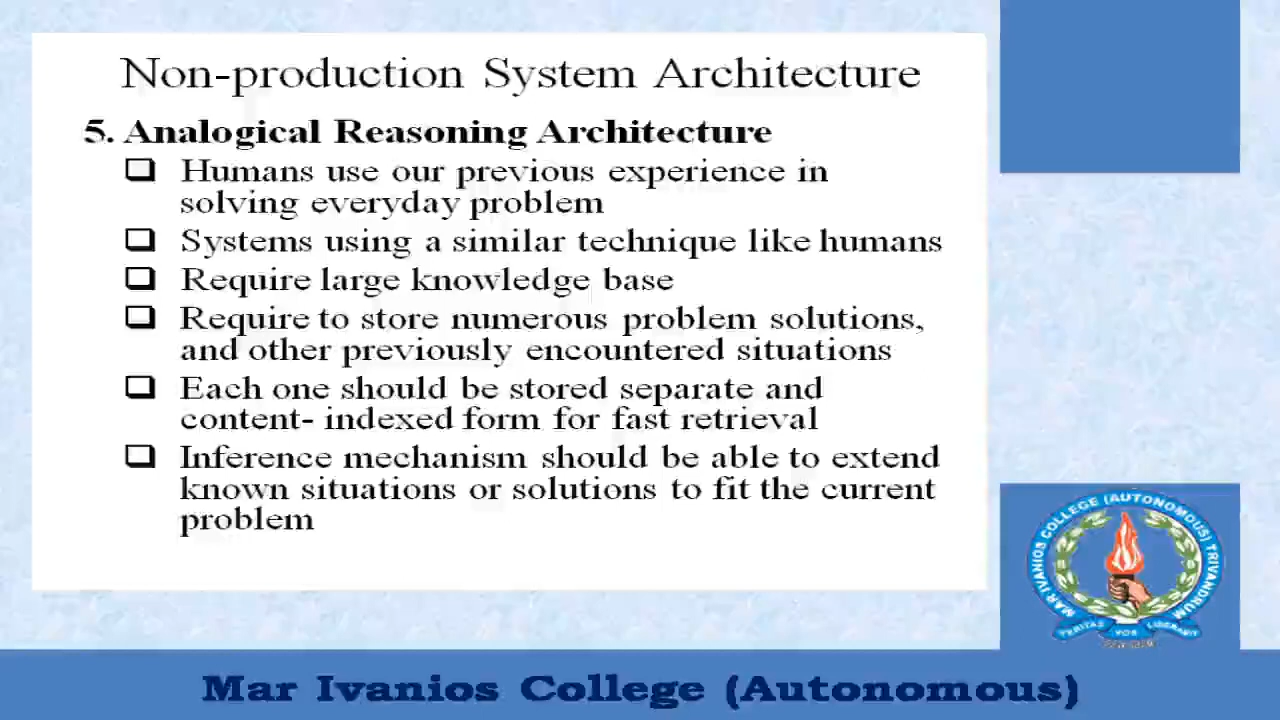 Non-production System Architecture
5. Analogical Reasoning Architecture
Humans use our previous experience in
solving everyday problem
Systems using a similar technique like humans
Require large knowledge base
Require to store numerous problem solutions,
and other previously encountered situations
Each one should be stored separate and
content- indexed form for fast retrieval
Inference mechanism should be able to extend
known situations or solutions to fit the current
problem
MAR IVANIOS COLLEGE (AUTONOMOUS) TRIVANDRUM
VERITAS VOS LIBERABIT
Mar Ivanios College (Autonomous)